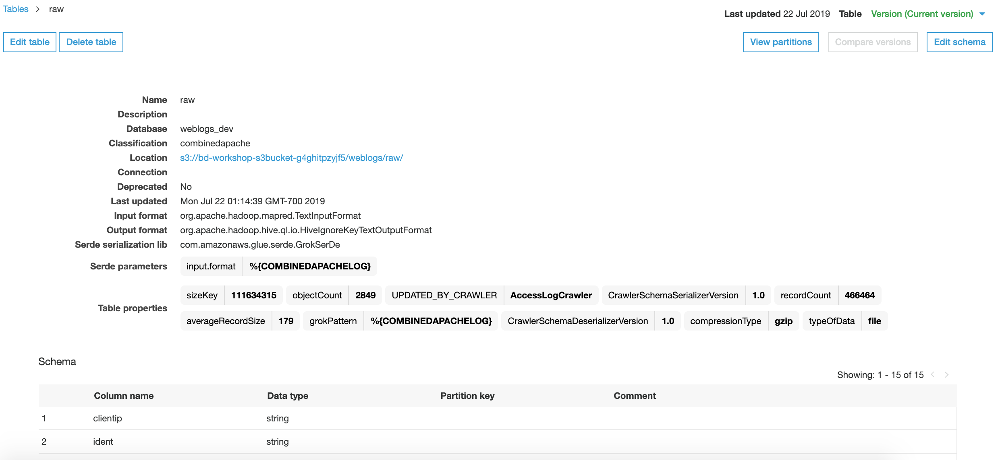 Tables > raw
Last updated 22 Jul 2019 Table Version (Current version)
Edit table Delete table View partitions Compare versions Edit schema
Name raw
Description
Database weblogs_dev
Classification combinedapache
Location s3://bd-workshop-s3bucket-g4ghitpzyjf5/weblogs/raw/
Connection
Deprecated No
Last updated Mon Jul 22 01:14:39 GMT-700 2019
Input format org.apache.hadoop.mapred.TextInputFormat
Output format org.apache.hadoop.hive.ql.io.HiveIgnoreKeyTextOutputFormat
Serde serialization lib com.amazonaws.glue.serde.GrokSerDe
Serde parameters input.format %{COMBINEDAPACHELOG}
Table properties
sizeKey 111634315 objectCount 2849 UPDATED_BY_CRAWLER AccessLogCrawler CrawlerSchemaSerializerVersion 1.0 recordCount 466464
averageRecordSize 179 grokPattern %{COMBINEDAPACHELOG} CrawlerSchemaDeserializerVersion 1.0 compressionType gzip typeOfData file
Schema
Showing: 1 - 15 of 15 < >
Column name Data type Partition key Comment
1 clientip string
2 ident string